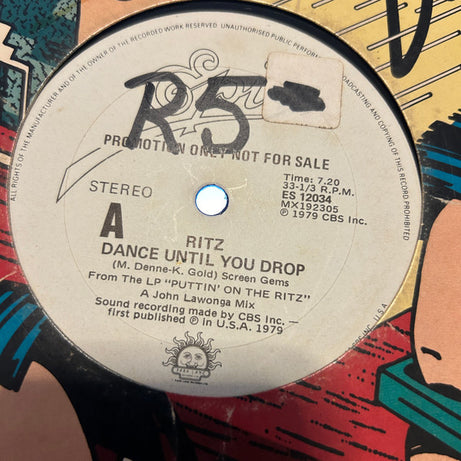 ALL RIGHTS OF THE MANUFACTURER AND OF THE OWNER OF THE RECORDED WORK RESERVED. UNAUTHORISED PUBLIC PERFORMANCE, BROADCASTING AND COPYING OF THIS RECORD PROHIBITED
R5
PROMOTION ONLY NOT FOR SALE
STEREO
Time: 7.20
33-1/3 R.P.M.
ES 12034
MX192305
℗ 1979 CBS Inc.
A
RITZ
DANCE UNTIL YOU DROP
(M. Denne-K. Gold) Screen Gems
From The LP "PUTTIN' ON THE RITZ"
A John Lawonga Mix
Sound recording made by CBS Inc. —
first published ℗ in U.S.A. 1979